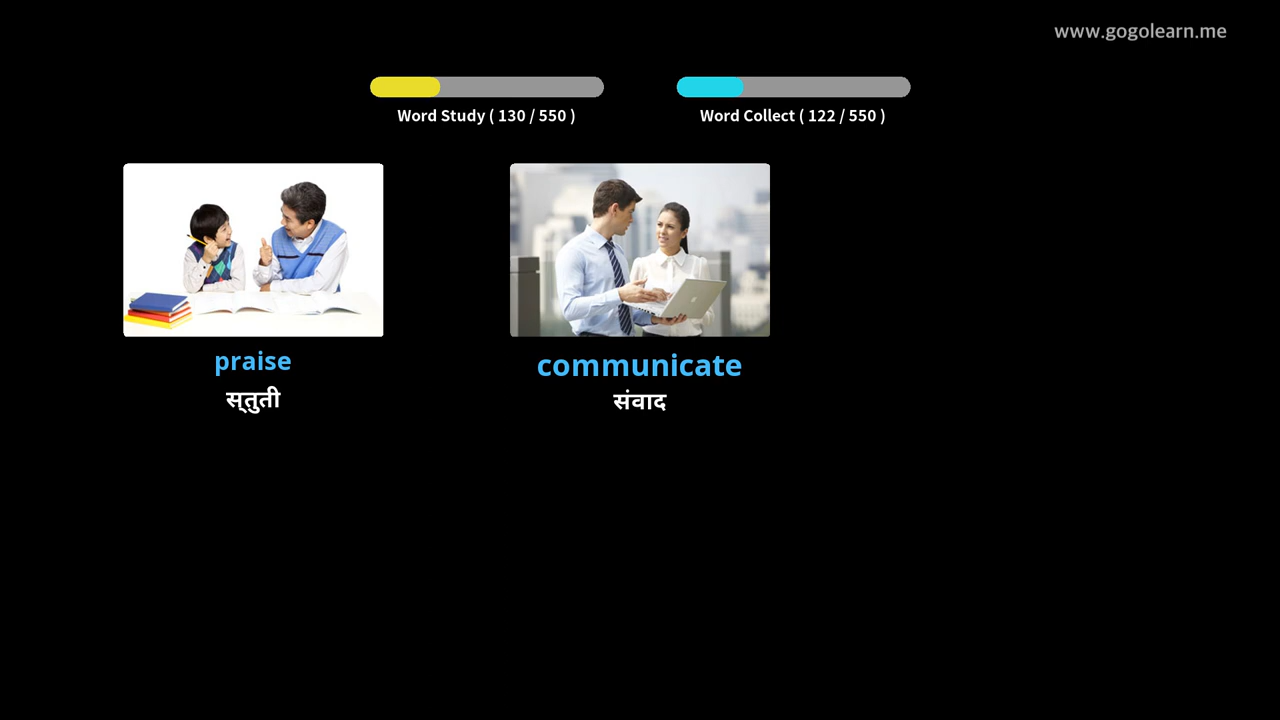 www.gogolearn.me
Word Study ( 130 / 550 )
Word Collect ( 122 / 550 )
praise
स्तुती
communicate
संवाद